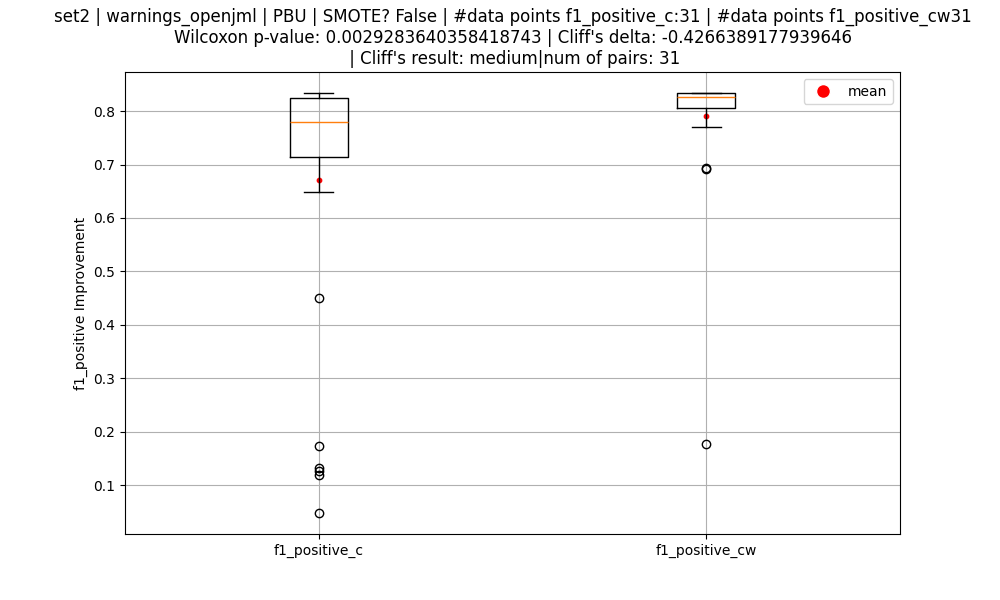 set2 | warnings_openjml | PBU | SMOTE? False | #data points f1_positive_c:31 | #data points f1_positive_cw31
Wilcoxon p-value: 0.0029283640358418743 | Cliff's delta: -0.4266389177939646
| Cliff's result: medium|num of pairs: 31
mean
0.8
0.7
0.6
0.5
0.4
0.3
0.2
0.1
f1_positive Improvement
f1_positive_c
f1_positive_cw